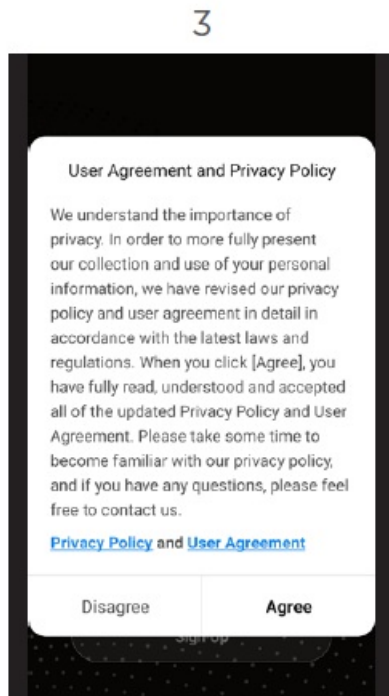 3
User Agreement and Privacy Policy
We understand the importance of
privacy. In order to more fully present
our collection and use of your personal
information, we have revised our privacy
policy and user agreement in detail in
accordance with the latest laws and
regulations. When you click [Agree], you
have fully read, understood and accepted
all of the updated Privacy Policy and User
Agreement. Please take some time to
become familiar with our privacy policy,
and if you have any questions, please feel
free to contact us.
Privacy Policy and User Agreement
Disagree Agree
Sign Up